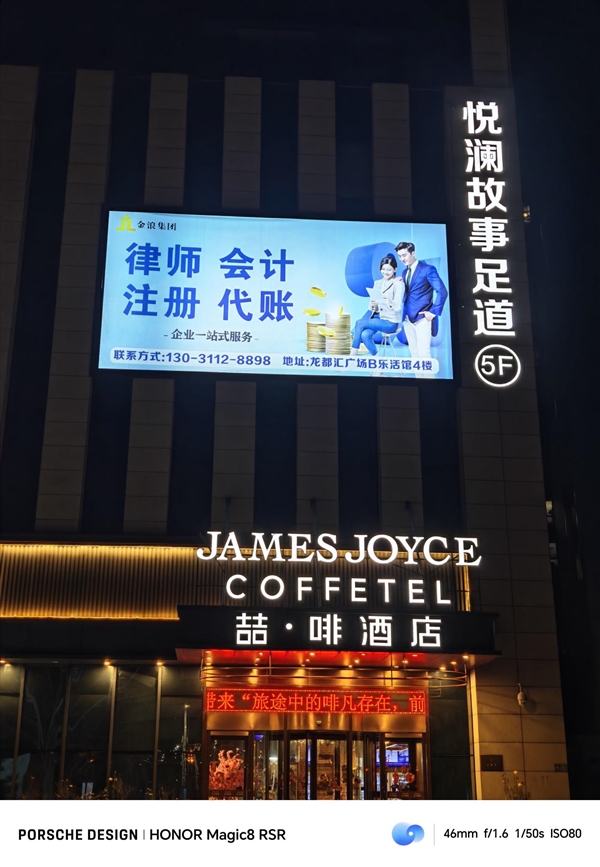 悦澜故事足道
5F
金浪集团
律师 会计
注册 代账
- 企业一站式服务 -
联系方式:130-3112-8898 地址:龙都汇广场B乐活馆4楼
JAMES JOYCE
COFFETEL
喆·啡酒店
带来“旅途中的啡凡存在,前
PORSCHE DESIGN | HONOR Magic8 RSR
46mm f/1.6 1/50s ISO80